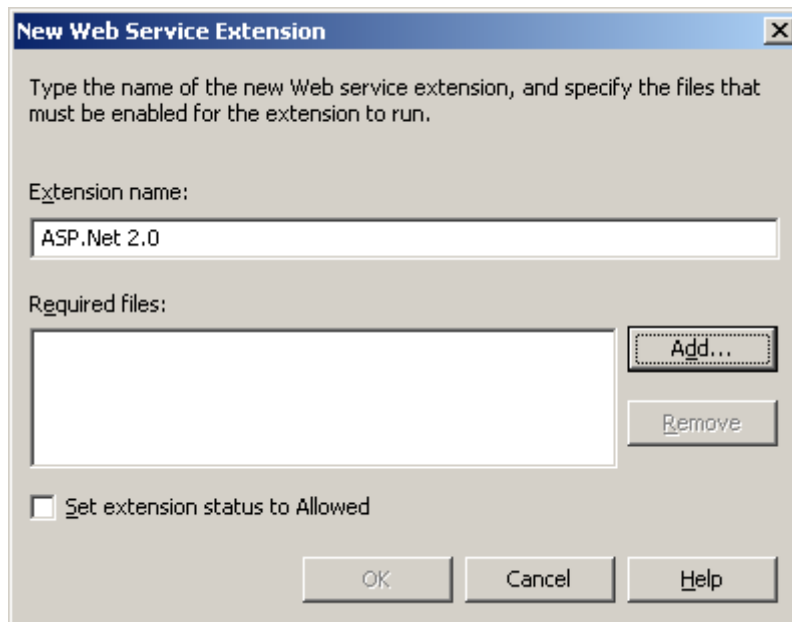 New Web Service Extension
Type the name of the new Web service extension, and specify the files that
must be enabled for the extension to run.
Extension name:
ASP.Net 2.0
Required files:
Add...
Remove
Set extension status to Allowed
OK
Cancel
Help